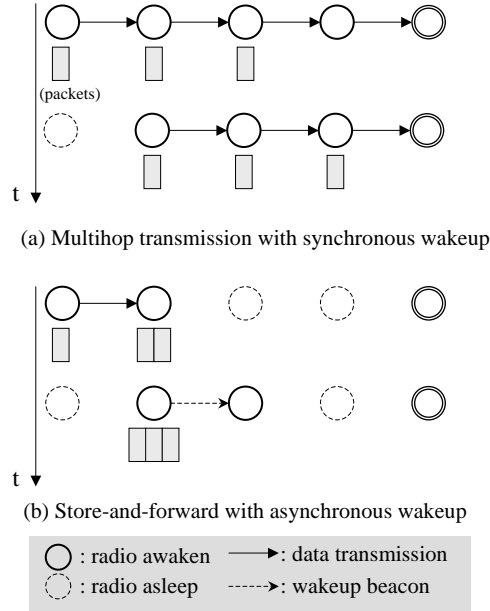 (packets)
t
(a) Multihop transmission with synchronous wakeup
t
(b) Store-and-forward with asynchronous wakeup
: radio awaken : data transmission
: radio asleep : wakeup beacon